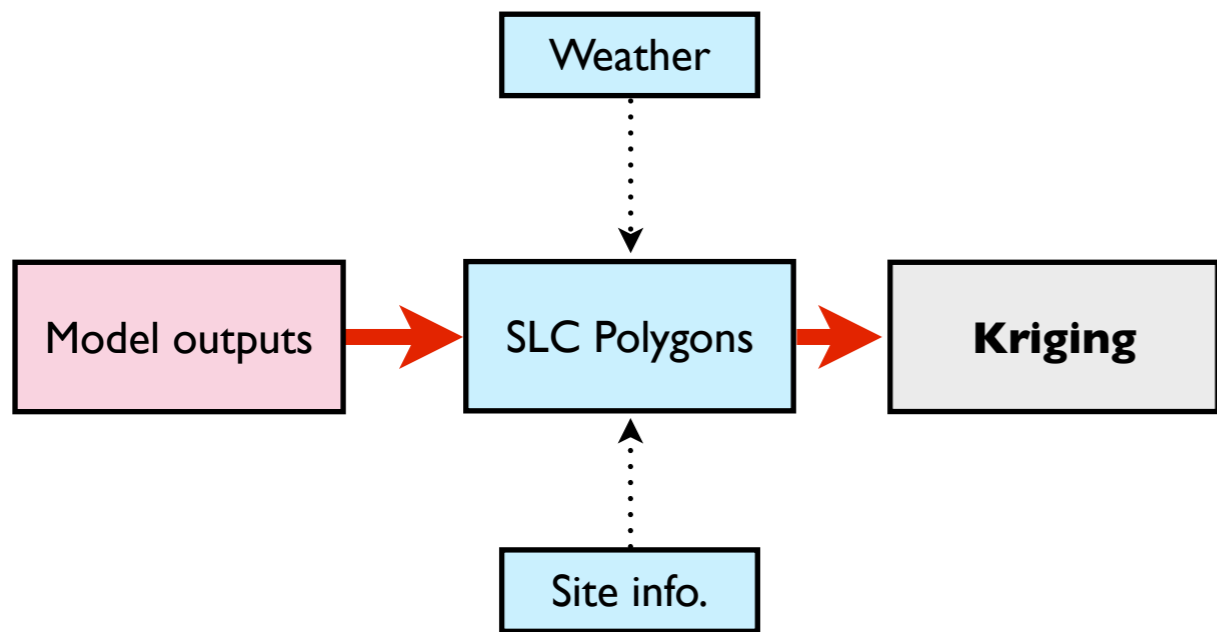 Weather
Model outputs
SLC Polygons
Kriging
Site info.